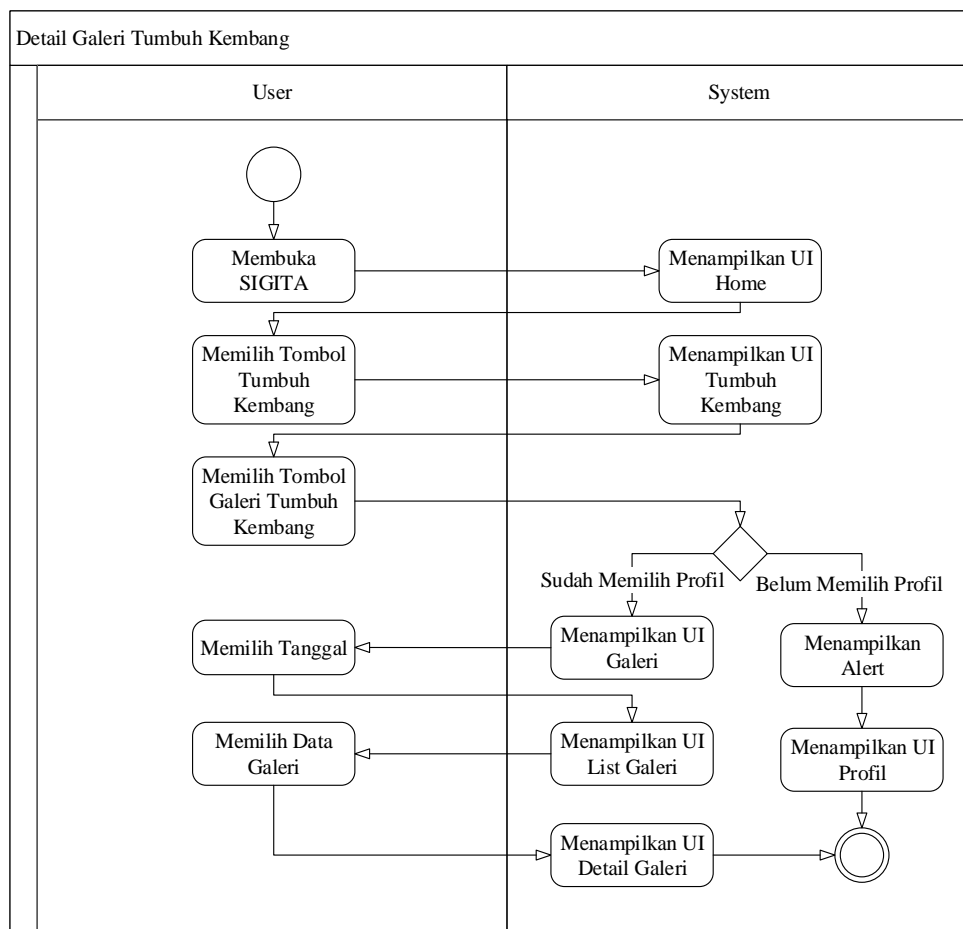 Detail Galeri Tumbuh Kembang
User
System
Membuka
SIGITA
Menampilkan UI
Home
Memilih Tombol
Tumbuh
Kembang
Menampilkan UI
Tumbuh
Kembang
Memilih Tombol
Galeri Tumbuh
Kembang
Sudah Memilih Profil
Belum Memilih Profil
Memilih Tanggal
Menampilkan UI
Galeri
Menampilkan
Alert
Memilih Data
Galeri
Menampilkan UI
List Galeri
Menampilkan UI
Profil
Menampilkan UI
Detail Galeri